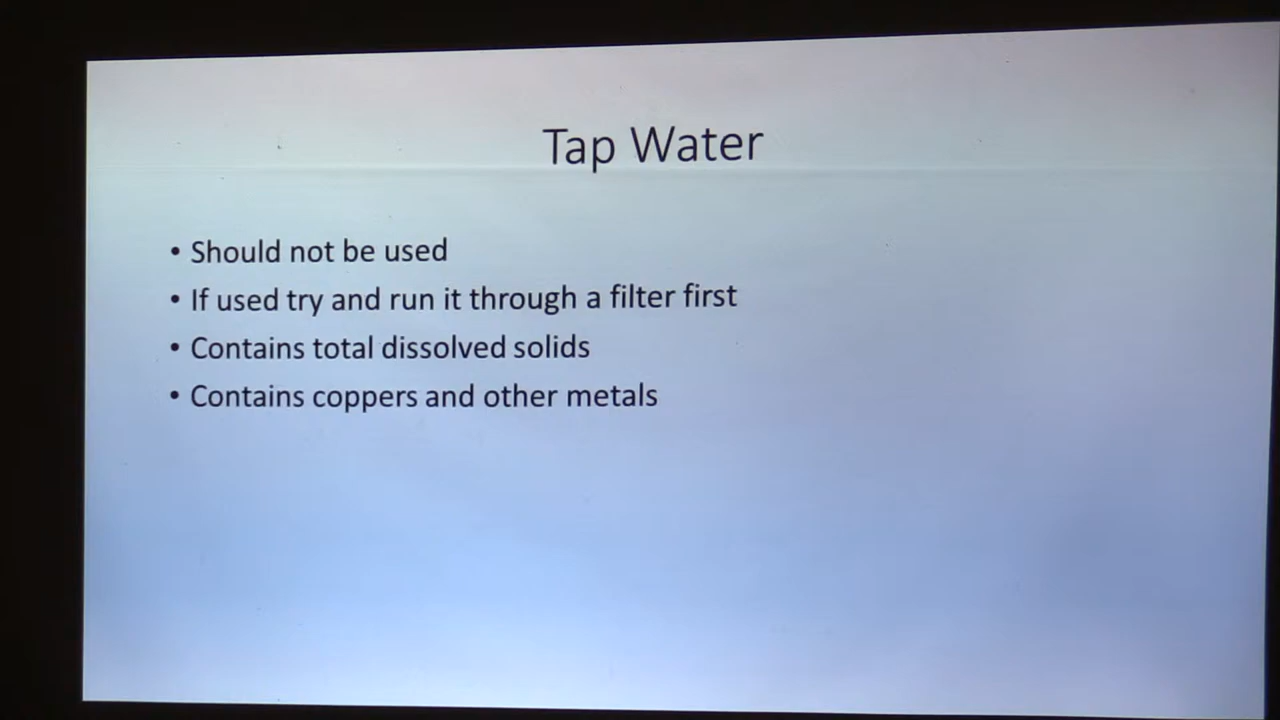 Tap Water
• Should not be used
• If used try and run it through a filter first
• Contains total dissolved solids
• Contains coppers and other metals